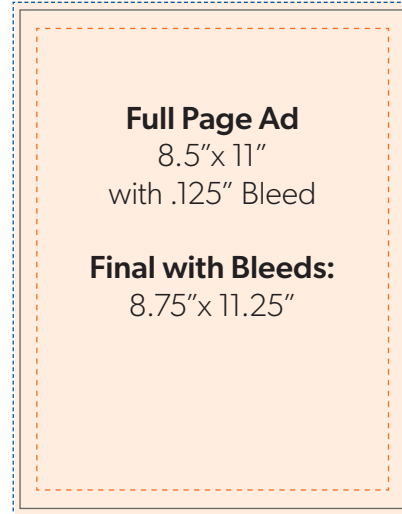 Full Page Ad
8.5”x 11”
with .125” Bleed
Final with Bleeds:
8.75”x 11.25”